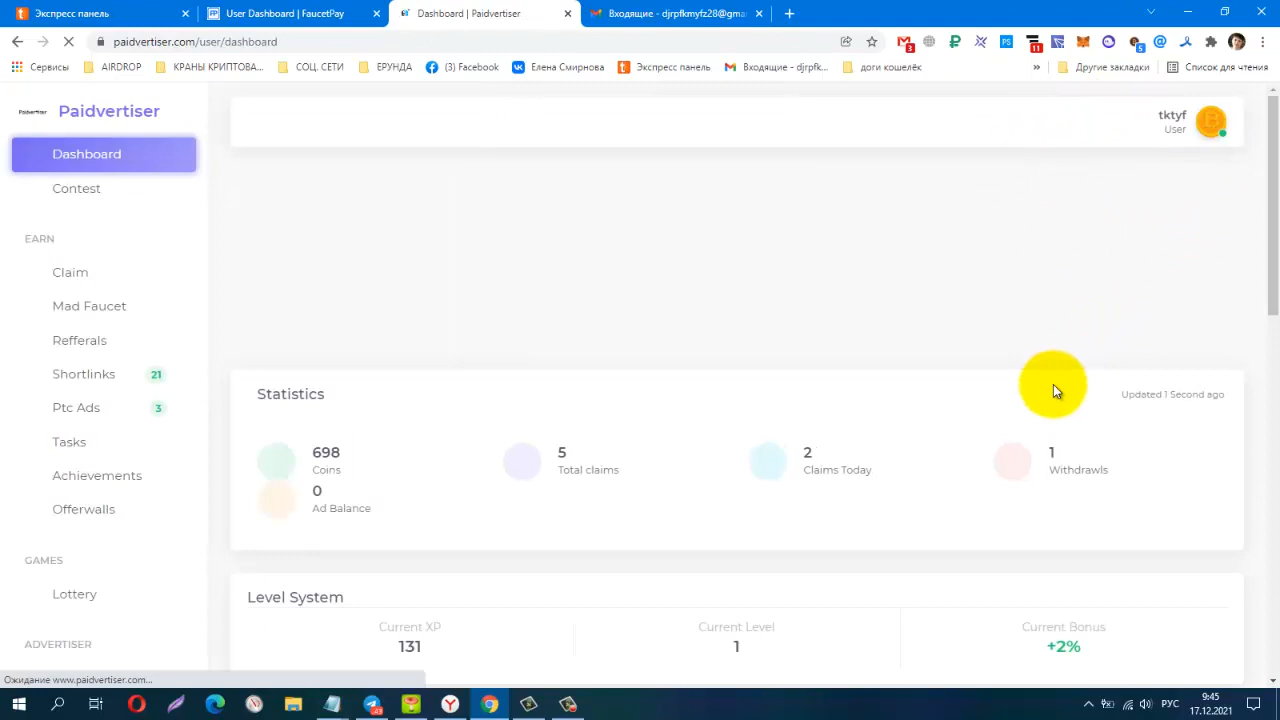 Экспресс панель
User Dashboard | FaucetPay
Dashboard | Paidvertiser
Входящие - djrpfkmyfz28@gma
paidvertiser.com/user/dashboard
Сервисы
AIRDROP
КРАНЫ КРИПТОВА...
СОЦ. СЕТИ
ЕРУНДА
(3) Facebook
Елена Смирнова
Экспресс панель
Входящие - djrpfk...
доги кошелёк
»
Другие закладки
Список для чтения
Paidvertiser
Paidvertiser
tktyf
User
Dashboard
Contest
EARN
Claim
Mad Faucet
Refferals
Shortlinks 21
Ptc Ads 3
Tasks
Achievements
Offerwalls
GAMES
Lottery
ADVERTISER
Statistics
Updated 1 Second ago
698
Coins
5
Total claims
2
Claims Today
1
Withdrawls
0
Ad Balance
Level System
Current XP
131
Current Level
1
Current Bonus
+2%
Ожидание www.paidvertiser.com...
РУС
9:45
17.12.2021